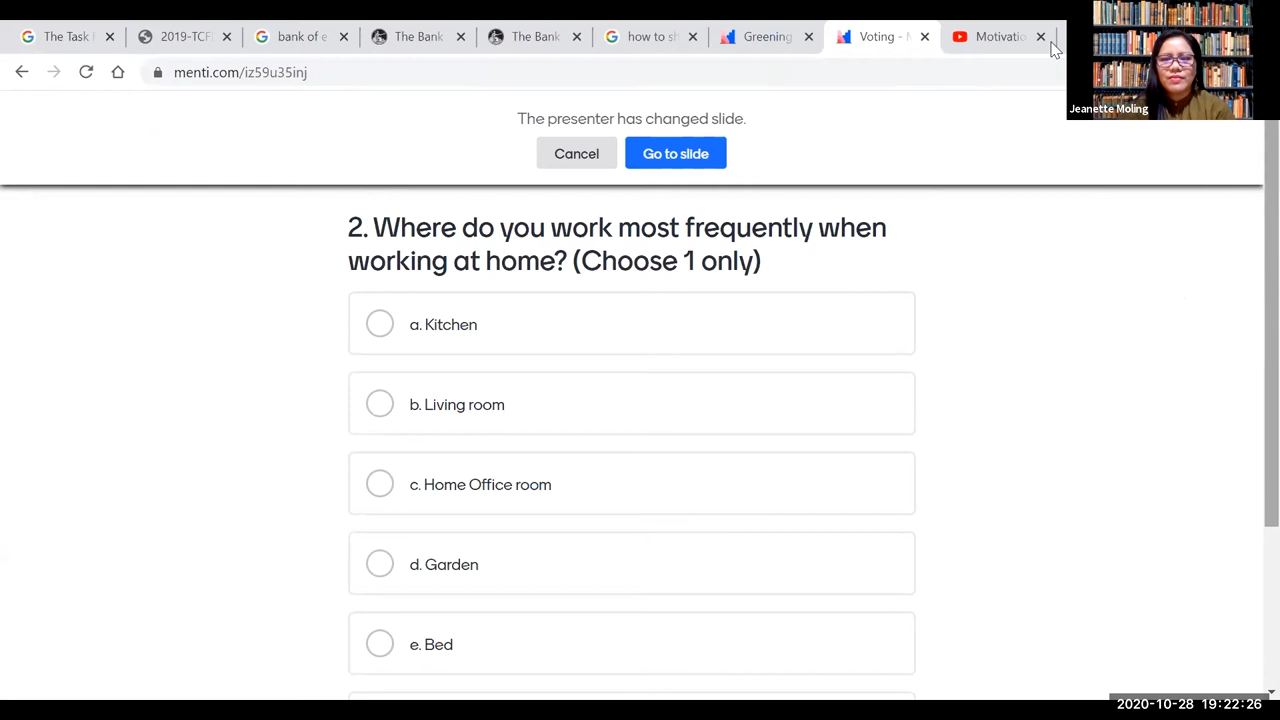 The Task
2019-TCF
bank of e
The Bank
The Ban
how to sh
Greening
Voting - M
Motivatio
menti.com/iz59u35inj
Jeanette Moling
The presenter has changed slide.
Cancel
Go to slide
2. Where do you work most frequently when
working at home? (Choose 1 only)
a. Kitchen
b. Living room
c. Home Office room
d. Garden
e. Bed
2020-10-28 19:22:26